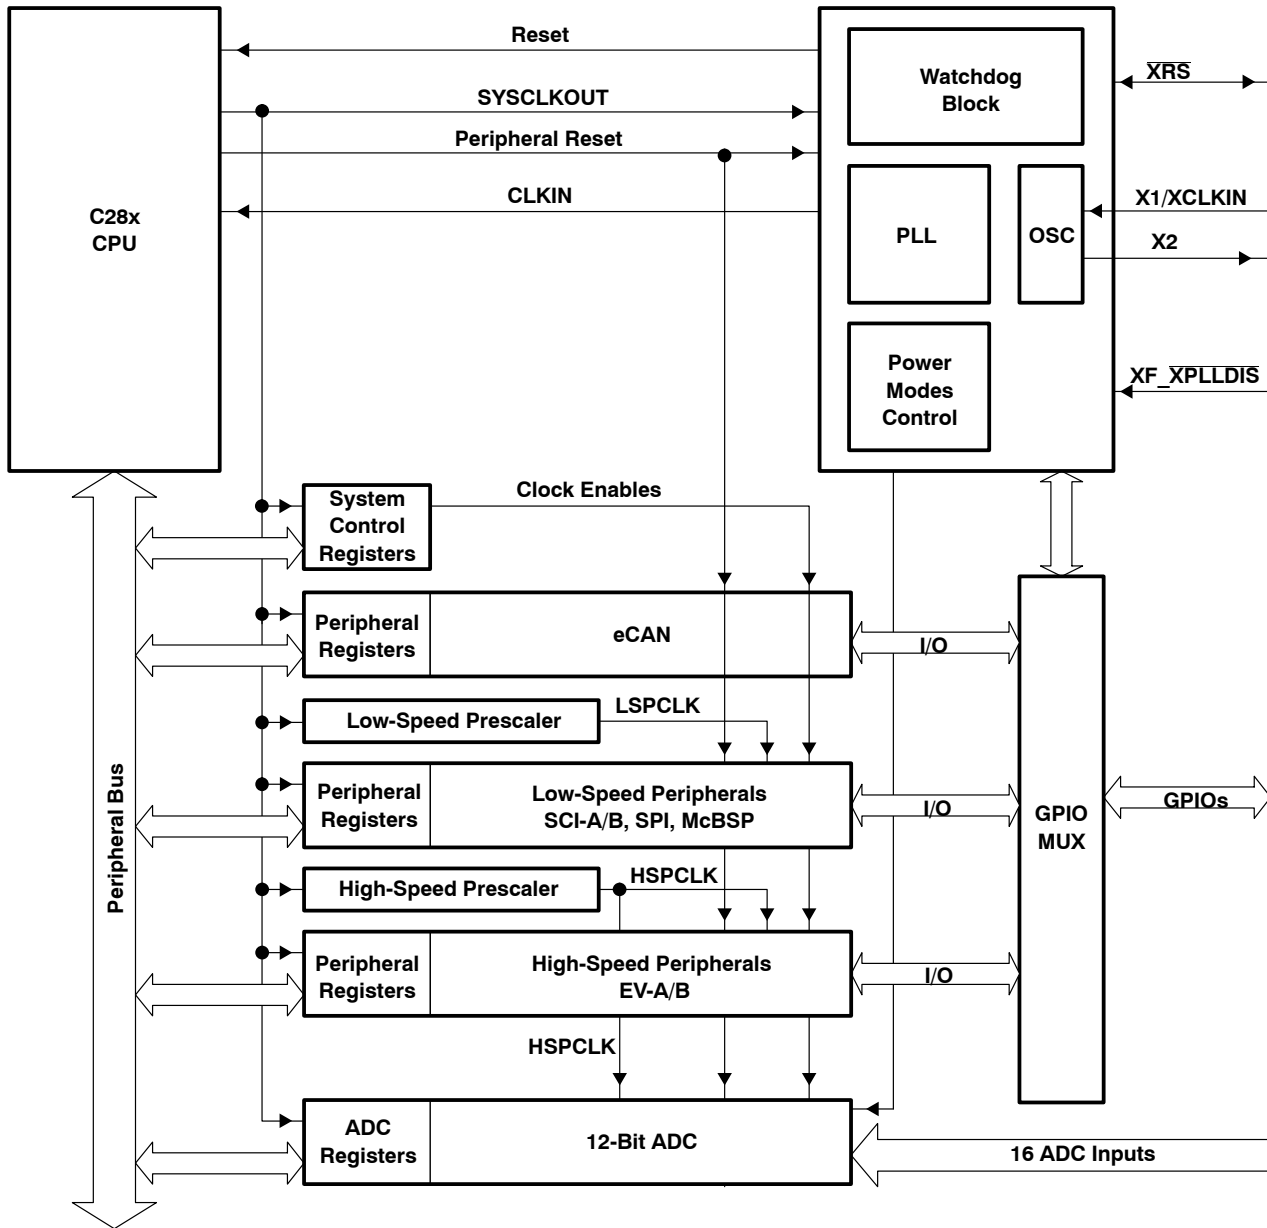 Reset
SYSCLKOUT
Peripheral Reset
CLKIN
C28x
CPU
Watchdog
Block
PLL
OSC
Power
Modes
Control
XRS
X1/XCLKIN
X2
XF_XPLLDIS
System
Control
Registers
Clock Enables
Peripheral
Registers
eCAN
I/O
Low-Speed Prescaler
LSPCLK
Peripheral
Registers
Low-Speed Peripherals
SCI-A/B, SPI, McBSP
I/O
GPIO
MUX
GPIOs
Peripheral Bus
High-Speed Prescaler
HSPCLK
Peripheral
Registers
High-Speed Peripherals
EV-A/B
I/O
HSPCLK
ADC
Registers
12-Bit ADC
16 ADC Inputs